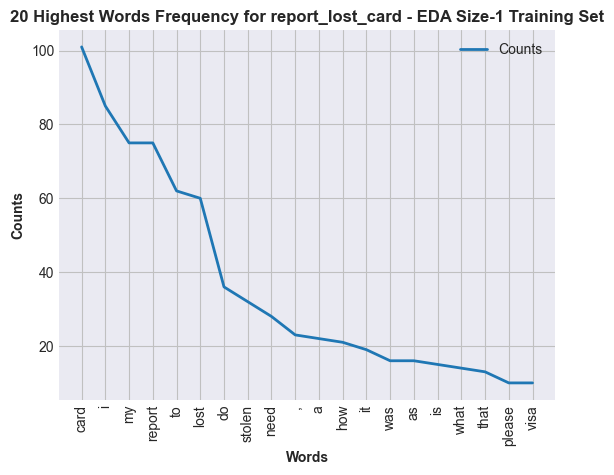 20 Highest Words Frequency for report_lost_card - EDA Size-1 Training Set
Counts
100
80
60
40
20
Counts
card
i
my
report
to
lost
do
stolen
need
,
a
how
it
was
as
is
what
that
please
visa
Words